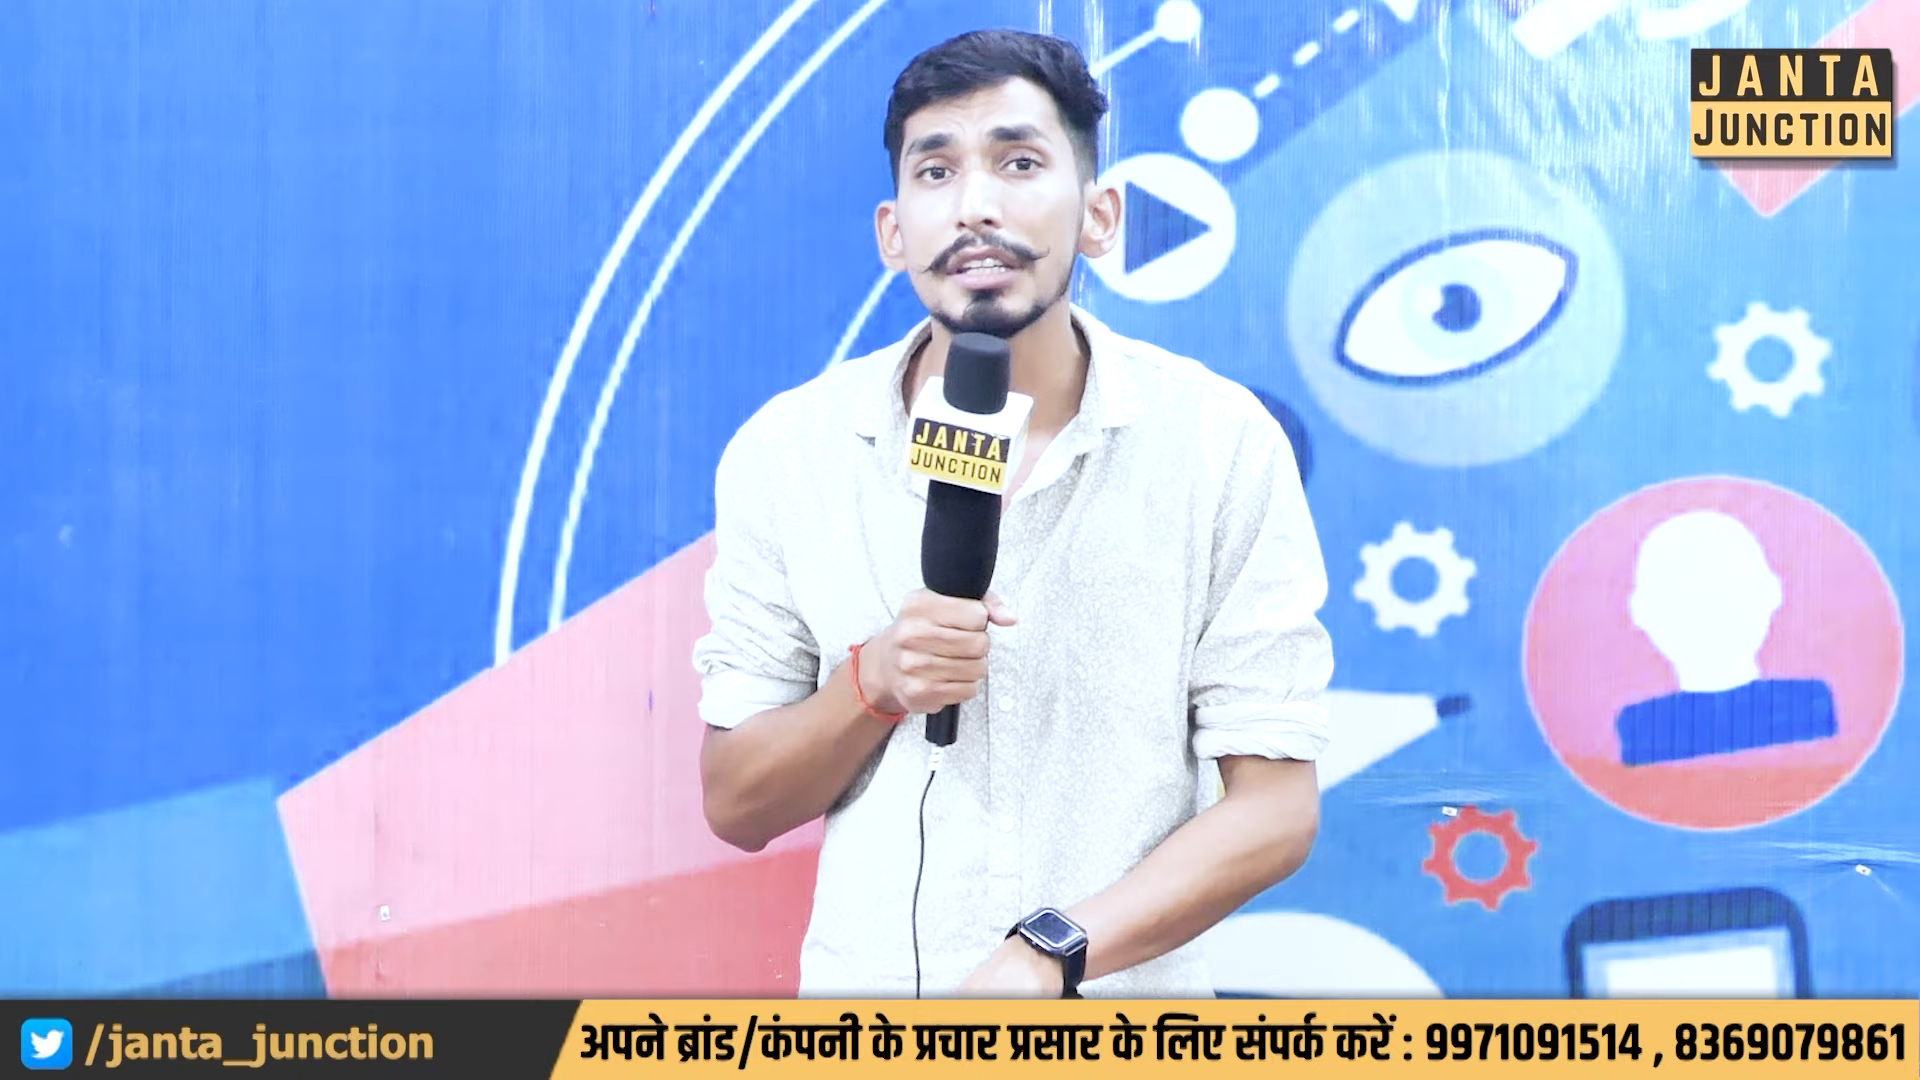 JANTA
JUNCTION
JANTA
JUNCTION
/janta_junction
अपने ब्रांड/कंपनी के प्रचार प्रसार के लिए संपर्क करें : 9971091514 , 8369079861